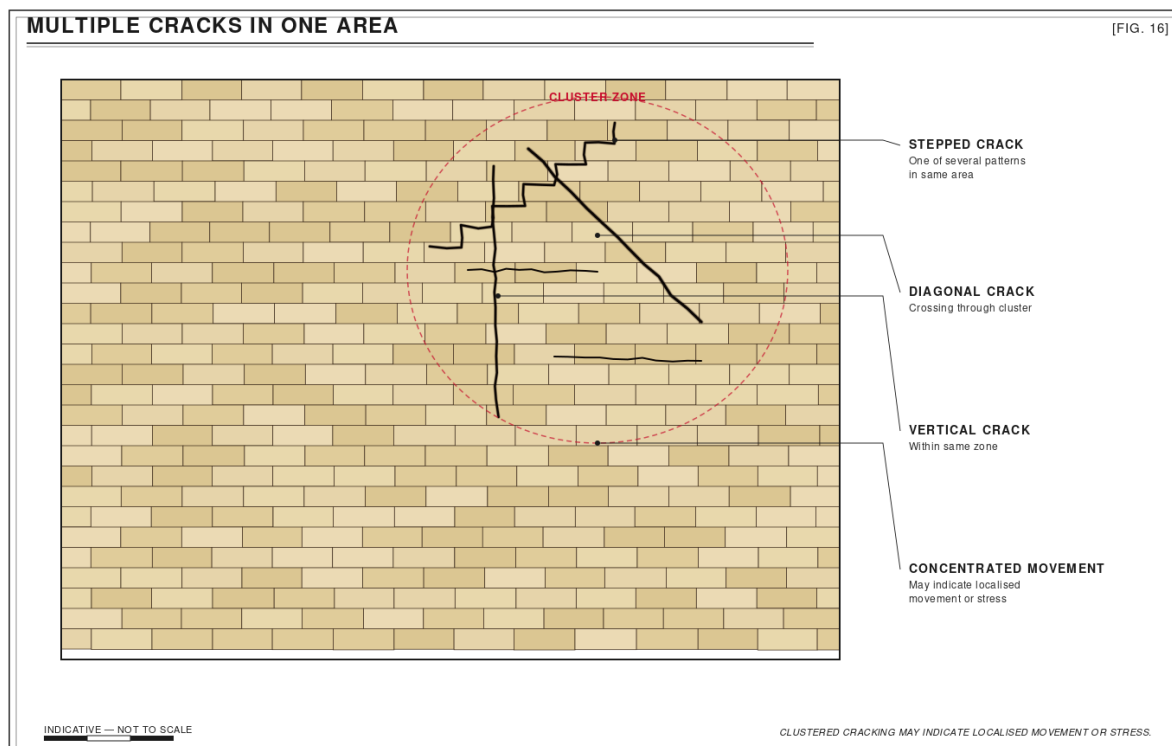 MULTIPLE CRACKS IN ONE AREA
[FIG. 16]
CLUSTER ZONE
STEPPED CRACK
One of several patterns
in same area
DIAGONAL CRACK
Crossing through cluster
VERTICAL CRACK
Within same zone
CONCENTRATED MOVEMENT
May indicate localised
movement or stress
INDICATIVE — NOT TO SCALE
CLUSTERED CRACKING MAY INDICATE LOCALISED MOVEMENT OR STRESS.